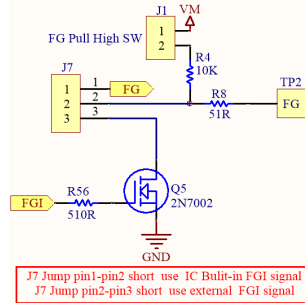 J1
VM
FG Pull High SW
1
2
R4
10K
J7
1
2
3
1
2
3
FG
R8
51R
TP2
FG
FGI
R56
510R
Q5
2N7002
GND
J7 Jump pin1-pin2 short use IC Bulit-in FGI signal
J7 Jump pin2-pin3 short use external FGI signal